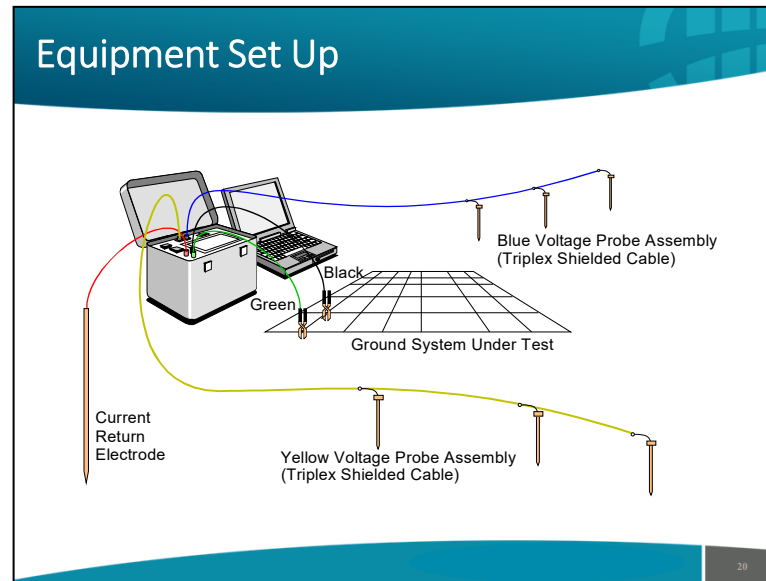 Equipment Set Up
Blue Voltage Probe Assembly
(Triplex Shielded Cable)
Black
Green
Ground System Under Test
Current
Return
Electrode
Yellow Voltage Probe Assembly
(Triplex Shielded Cable)
20